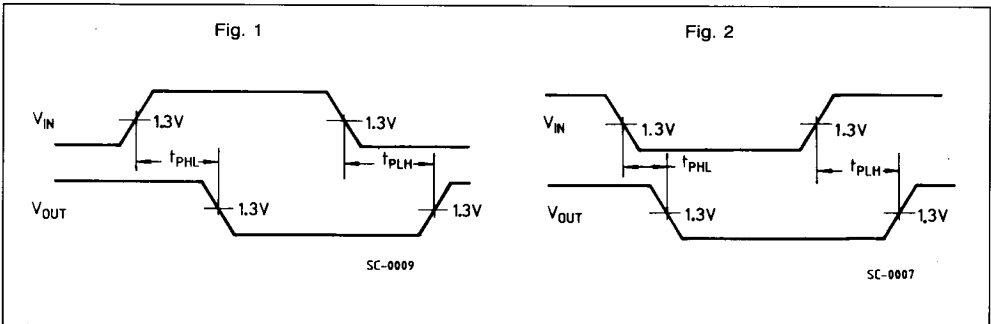 Fig. 1
V_IN
1.3V
1.3V
t_PHL
t_PLH
V_OUT
1.3V
1.3V
SC-0009
Fig. 2
V_IN
1.3V
1.3V
t_PHL
t_PLH
V_OUT
1.3V
1.3V
SC-0007